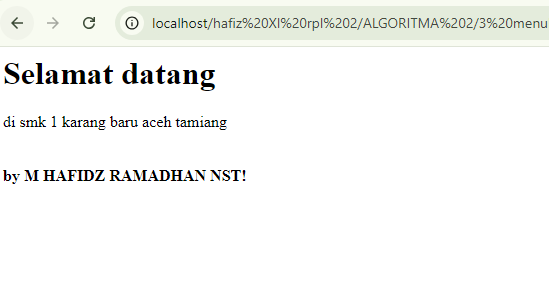 localhost/hafiz%20XI%20rpl%202/ALGORITMA%202/3%20menu
Selamat datang
di smk 1 karang baru aceh tamiang
by M HAFIDZ RAMADHAN NST!